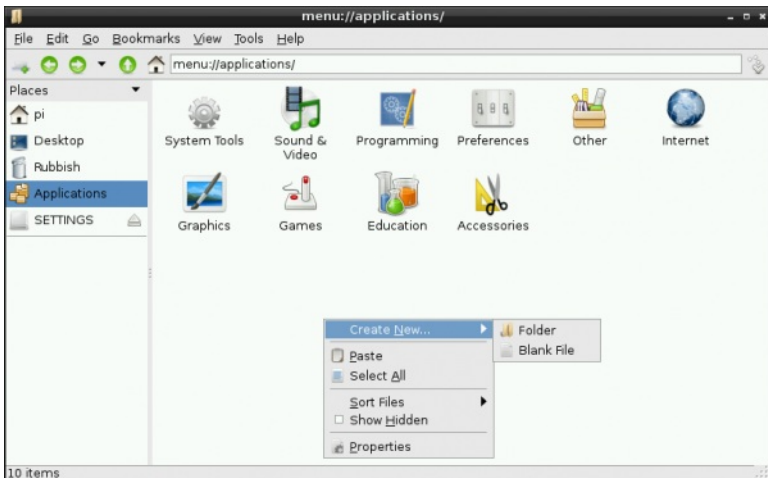 menu://applications/
File Edit Go Bookmarks View Tools Help
menu://applications/
Places
pi
Desktop
Rubbish
Applications
SETTINGS
System Tools
Sound &
Video
Programming
Preferences
Other
Internet
Graphics
Games
Education
Accessories
Create New...
Folder
Blank File
Paste
Select All
Sort Files
Show Hidden
Properties
10 items